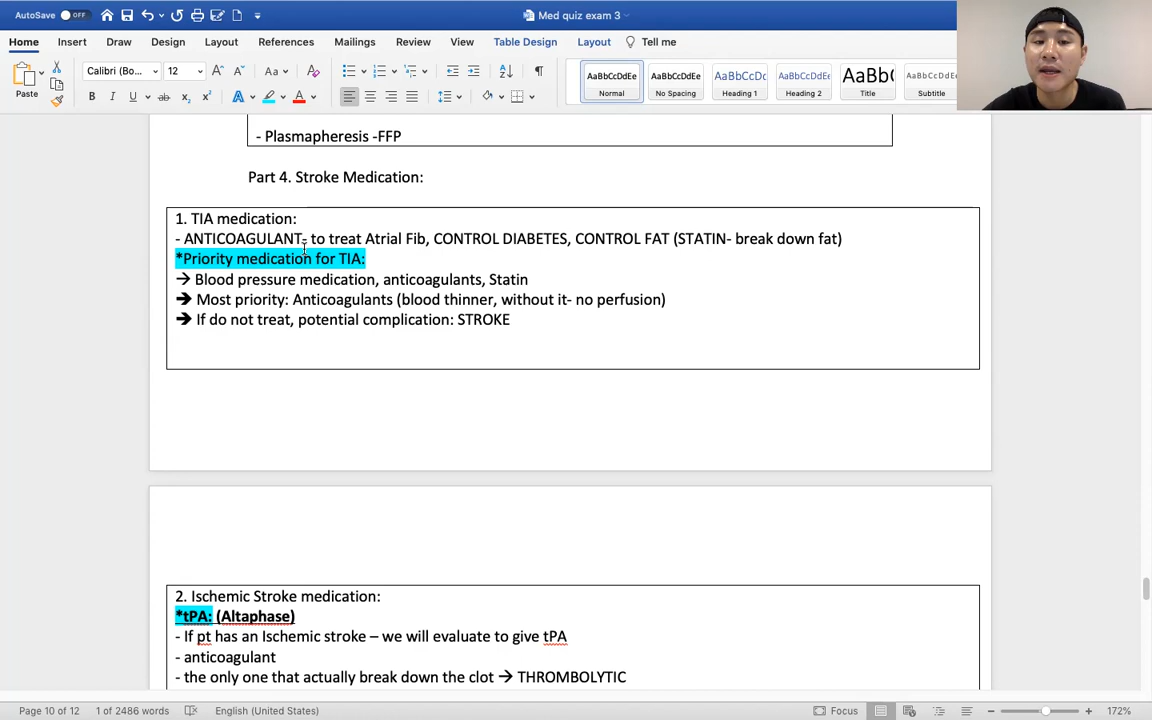 AutoSave OFF
Med quiz exam 3
Home Insert Draw Design Layout References Mailings Review View Table Design Layout Tell me
Paste
Calibri (Bo... 12
AaBbCcDdEe AaBbCcDdEe AaBbCcDc AaBbCcDdEe AaBb( AaBbCcDdEe
Normal No Spacing Heading 1 Heading 2 Title Subtitle
- Plasmapheresis -FFP
Part 4. Stroke Medication:
1. TIA medication:
- ANTICOAGULANT- to treat Atrial Fib, CONTROL DIABETES, CONTROL FAT (STATIN- break down fat)
*Priority medication for TIA:
→ Blood pressure medication, anticoagulants, Statin
➔ Most priority: Anticoagulants (blood thinner, without it- no perfusion)
➔ If do not treat, potential complication: STROKE
2. Ischemic Stroke medication:
*tPA: (Altaphase)
- If pt has an Ischemic stroke – we will evaluate to give tPA
- anticoagulant
- the only one that actually break down the clot → THROMBOLYTIC
Page 10 of 12 1 of 2486 words English (United States) Focus 172%